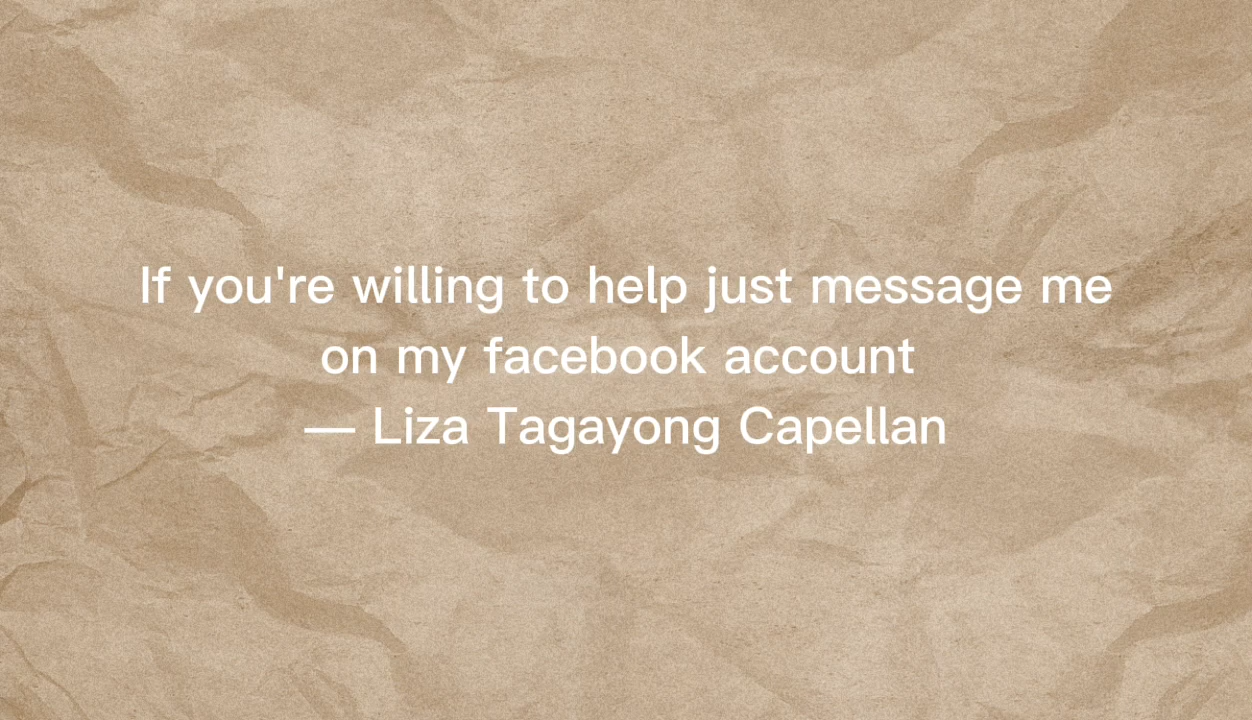 If you're willing to help just message me
on my facebook account
— Liza Tagayong Capellan